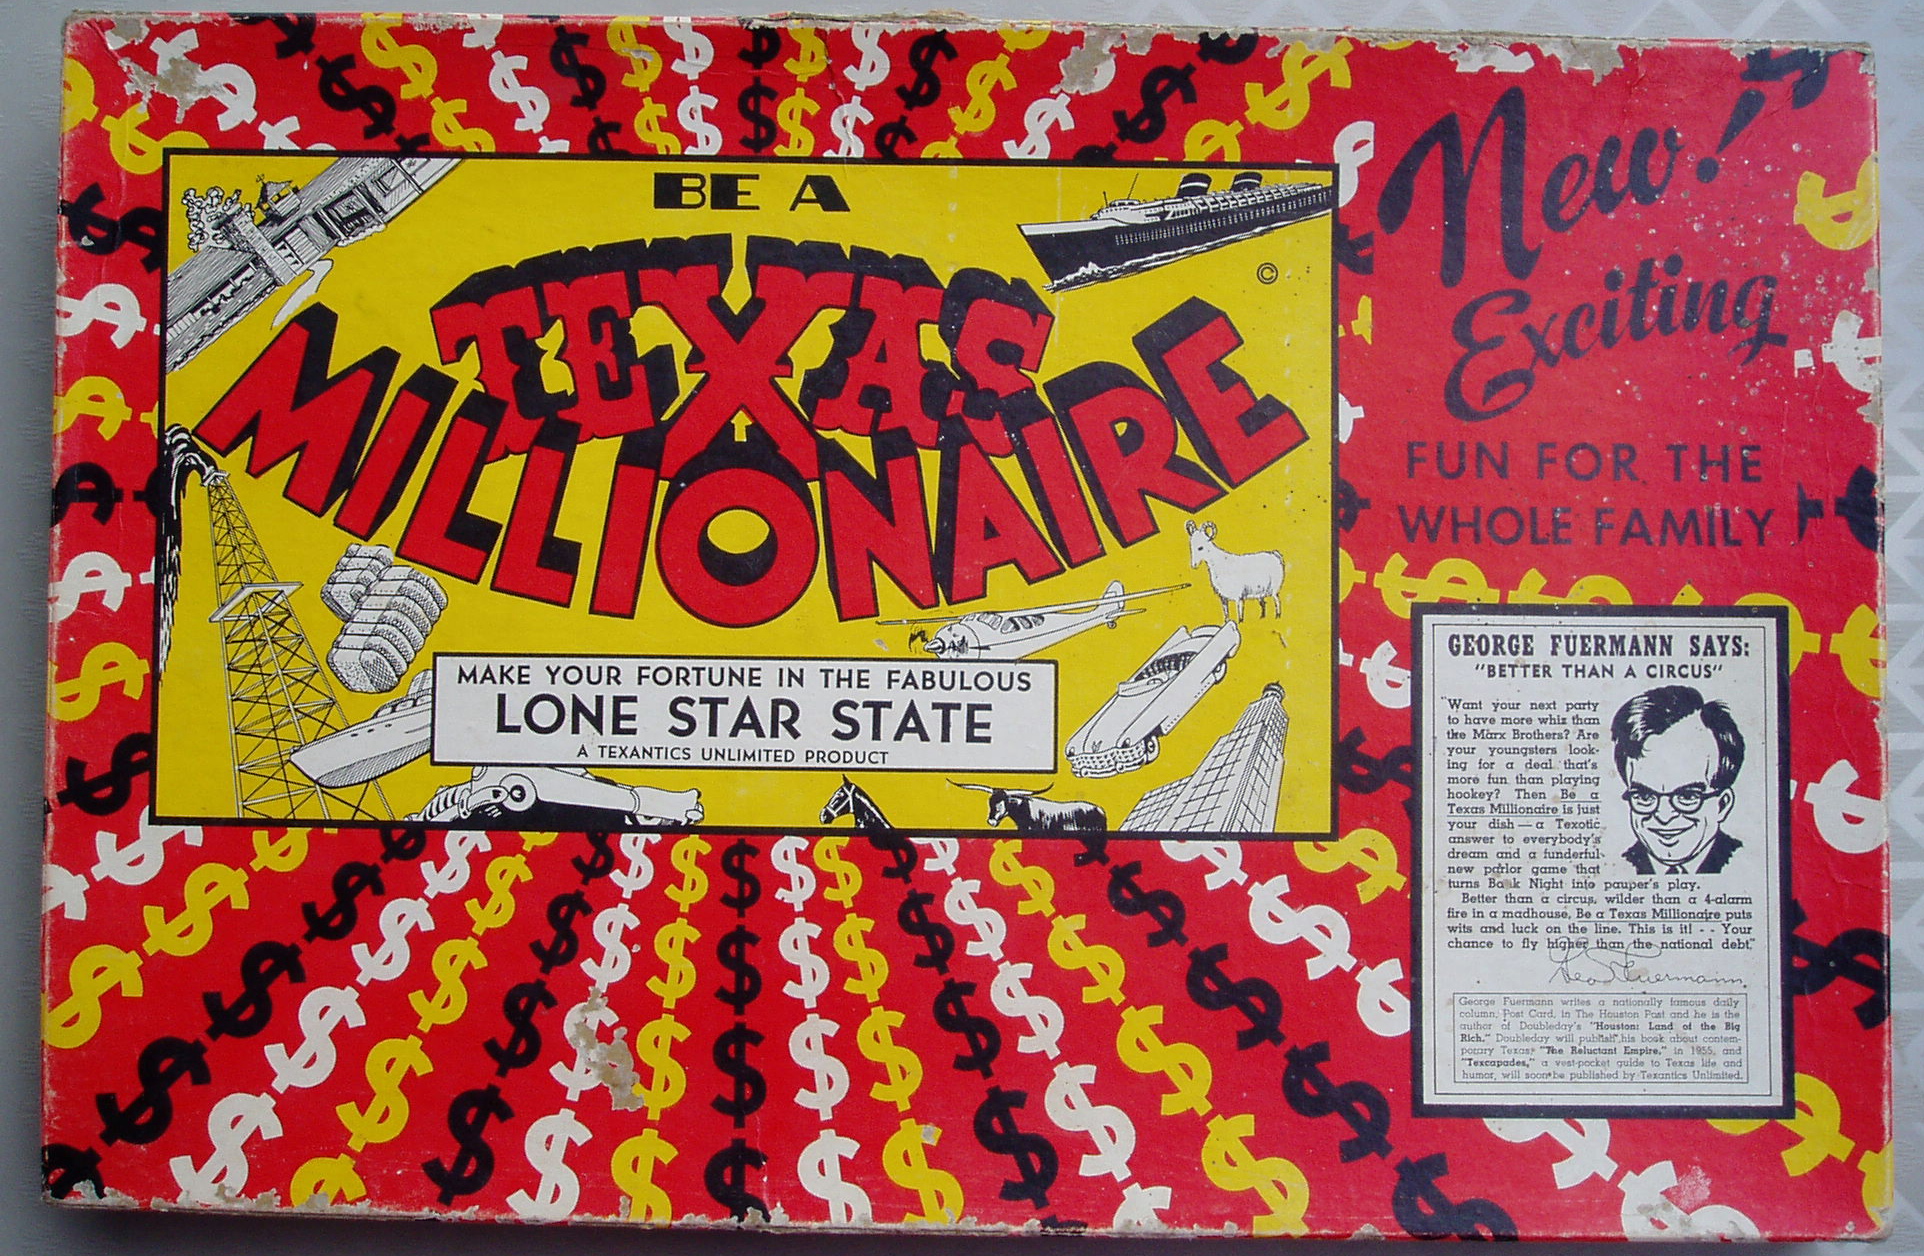 BE A
TEXAS
MILLIONAIRE
©
MAKE YOUR FORTUNE IN THE FABULOUS
LONE STAR STATE
A TEXANTICS UNLIMITED PRODUCT
New!
Exciting
FUN FOR THE
WHOLE FAMILY
GEORGE FUERMANN SAYS:
"BETTER THAN A CIRCUS"
"Want your next party
to have more whiz than
the Marx Brothers? Are
your youngsters look-
ing for a deal that's
more fun than playing
hookey? Then Be a
Texas Millionaire is just
your dish — a Texotic
answer to everybody's
dream and a funderful
new parlor game that
turns Bank Night into pauper's play.
Better than a circus, wilder than a 4-alarm
fire in a madhouse, Be a Texas Millionaire puts
wits and luck on the line. This is it! - - Your
chance to fly higher than the national debt."
Geo Fuermann
George Fuermann writes a nationally famous daily
column, Post Card, in The Houston Post and he is the
author of Doubleday's "Houston: Land of the Big
Rich." Doubleday will publish his book about contem-
porary Texas, "The Reluctant Empire," in 1955, and
"Texcapades," a vest-pocket guide to Texas life and
humor, will soon be published by Texantics Unlimited.